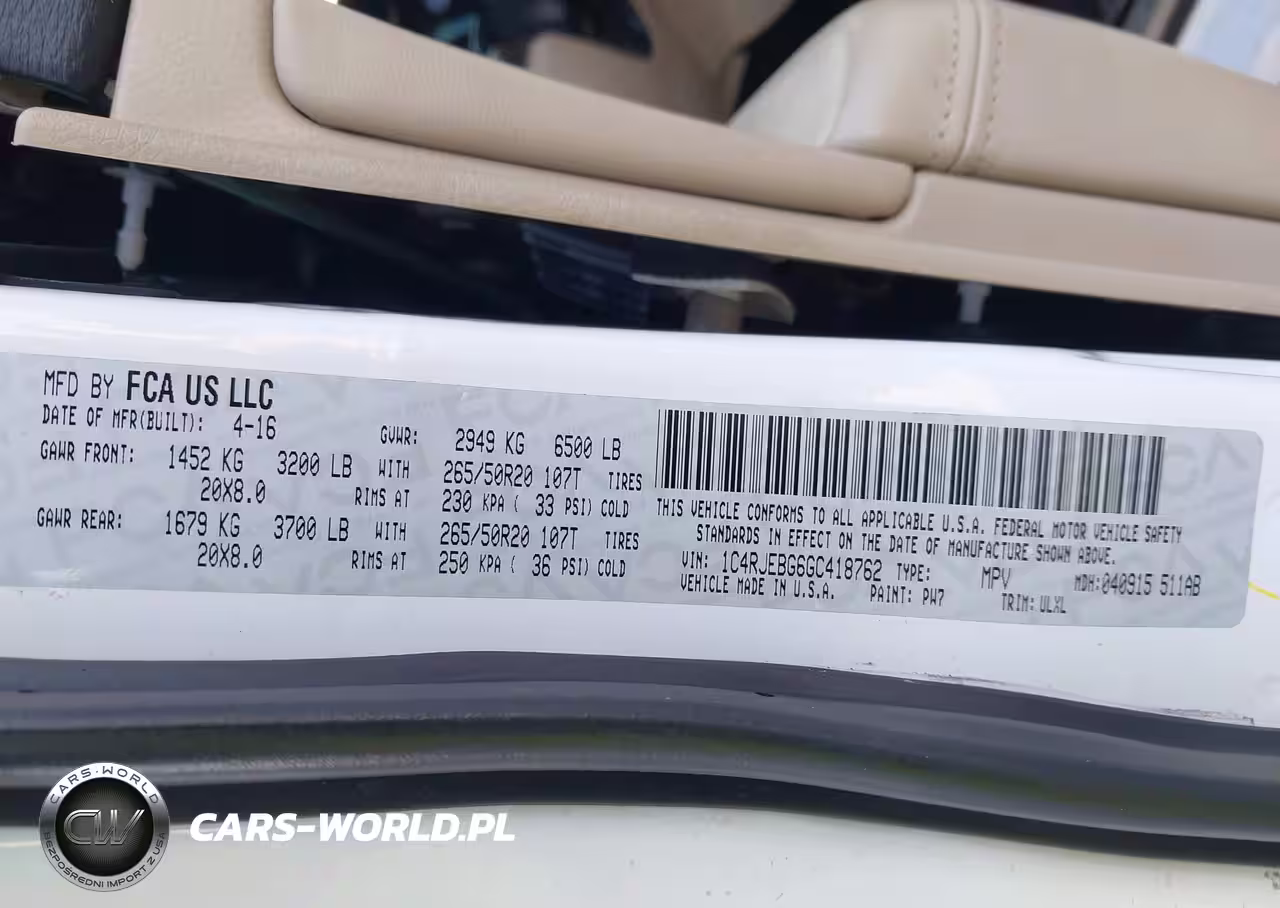 MFD BY FCA US LLC
DATE OF MFR(BUILT): 4-16 GVWR: 2949 KG 6500 LB
GAWR FRONT: 1452 KG 3200 LB WITH 265/50R20 107T TIRES
20X8.0 RIMS AT 230 KPA ( 33 PSI) COLD
GAWR REAR: 1679 KG 3700 LB WITH 265/50R20 107T TIRES
20X8.0 RIMS AT 250 KPA ( 36 PSI) COLD
THIS VEHICLE CONFORMS TO ALL APPLICABLE U.S.A. FEDERAL MOTOR VEHICLE SAFETY
STANDARDS IN EFFECT ON THE DATE OF MANUFACTURE SHOWN ABOVE.
VIN: 1C4RJEBG6GC418762 TYPE: MPV MDH:040915 511AB
VEHICLE MADE IN U.S.A. PAINT: PW7 TRIM: ULXL
CARS-WORLD
CW
BEZPOŚREDNI IMPORT Z USA
CARS-WORLD.PL